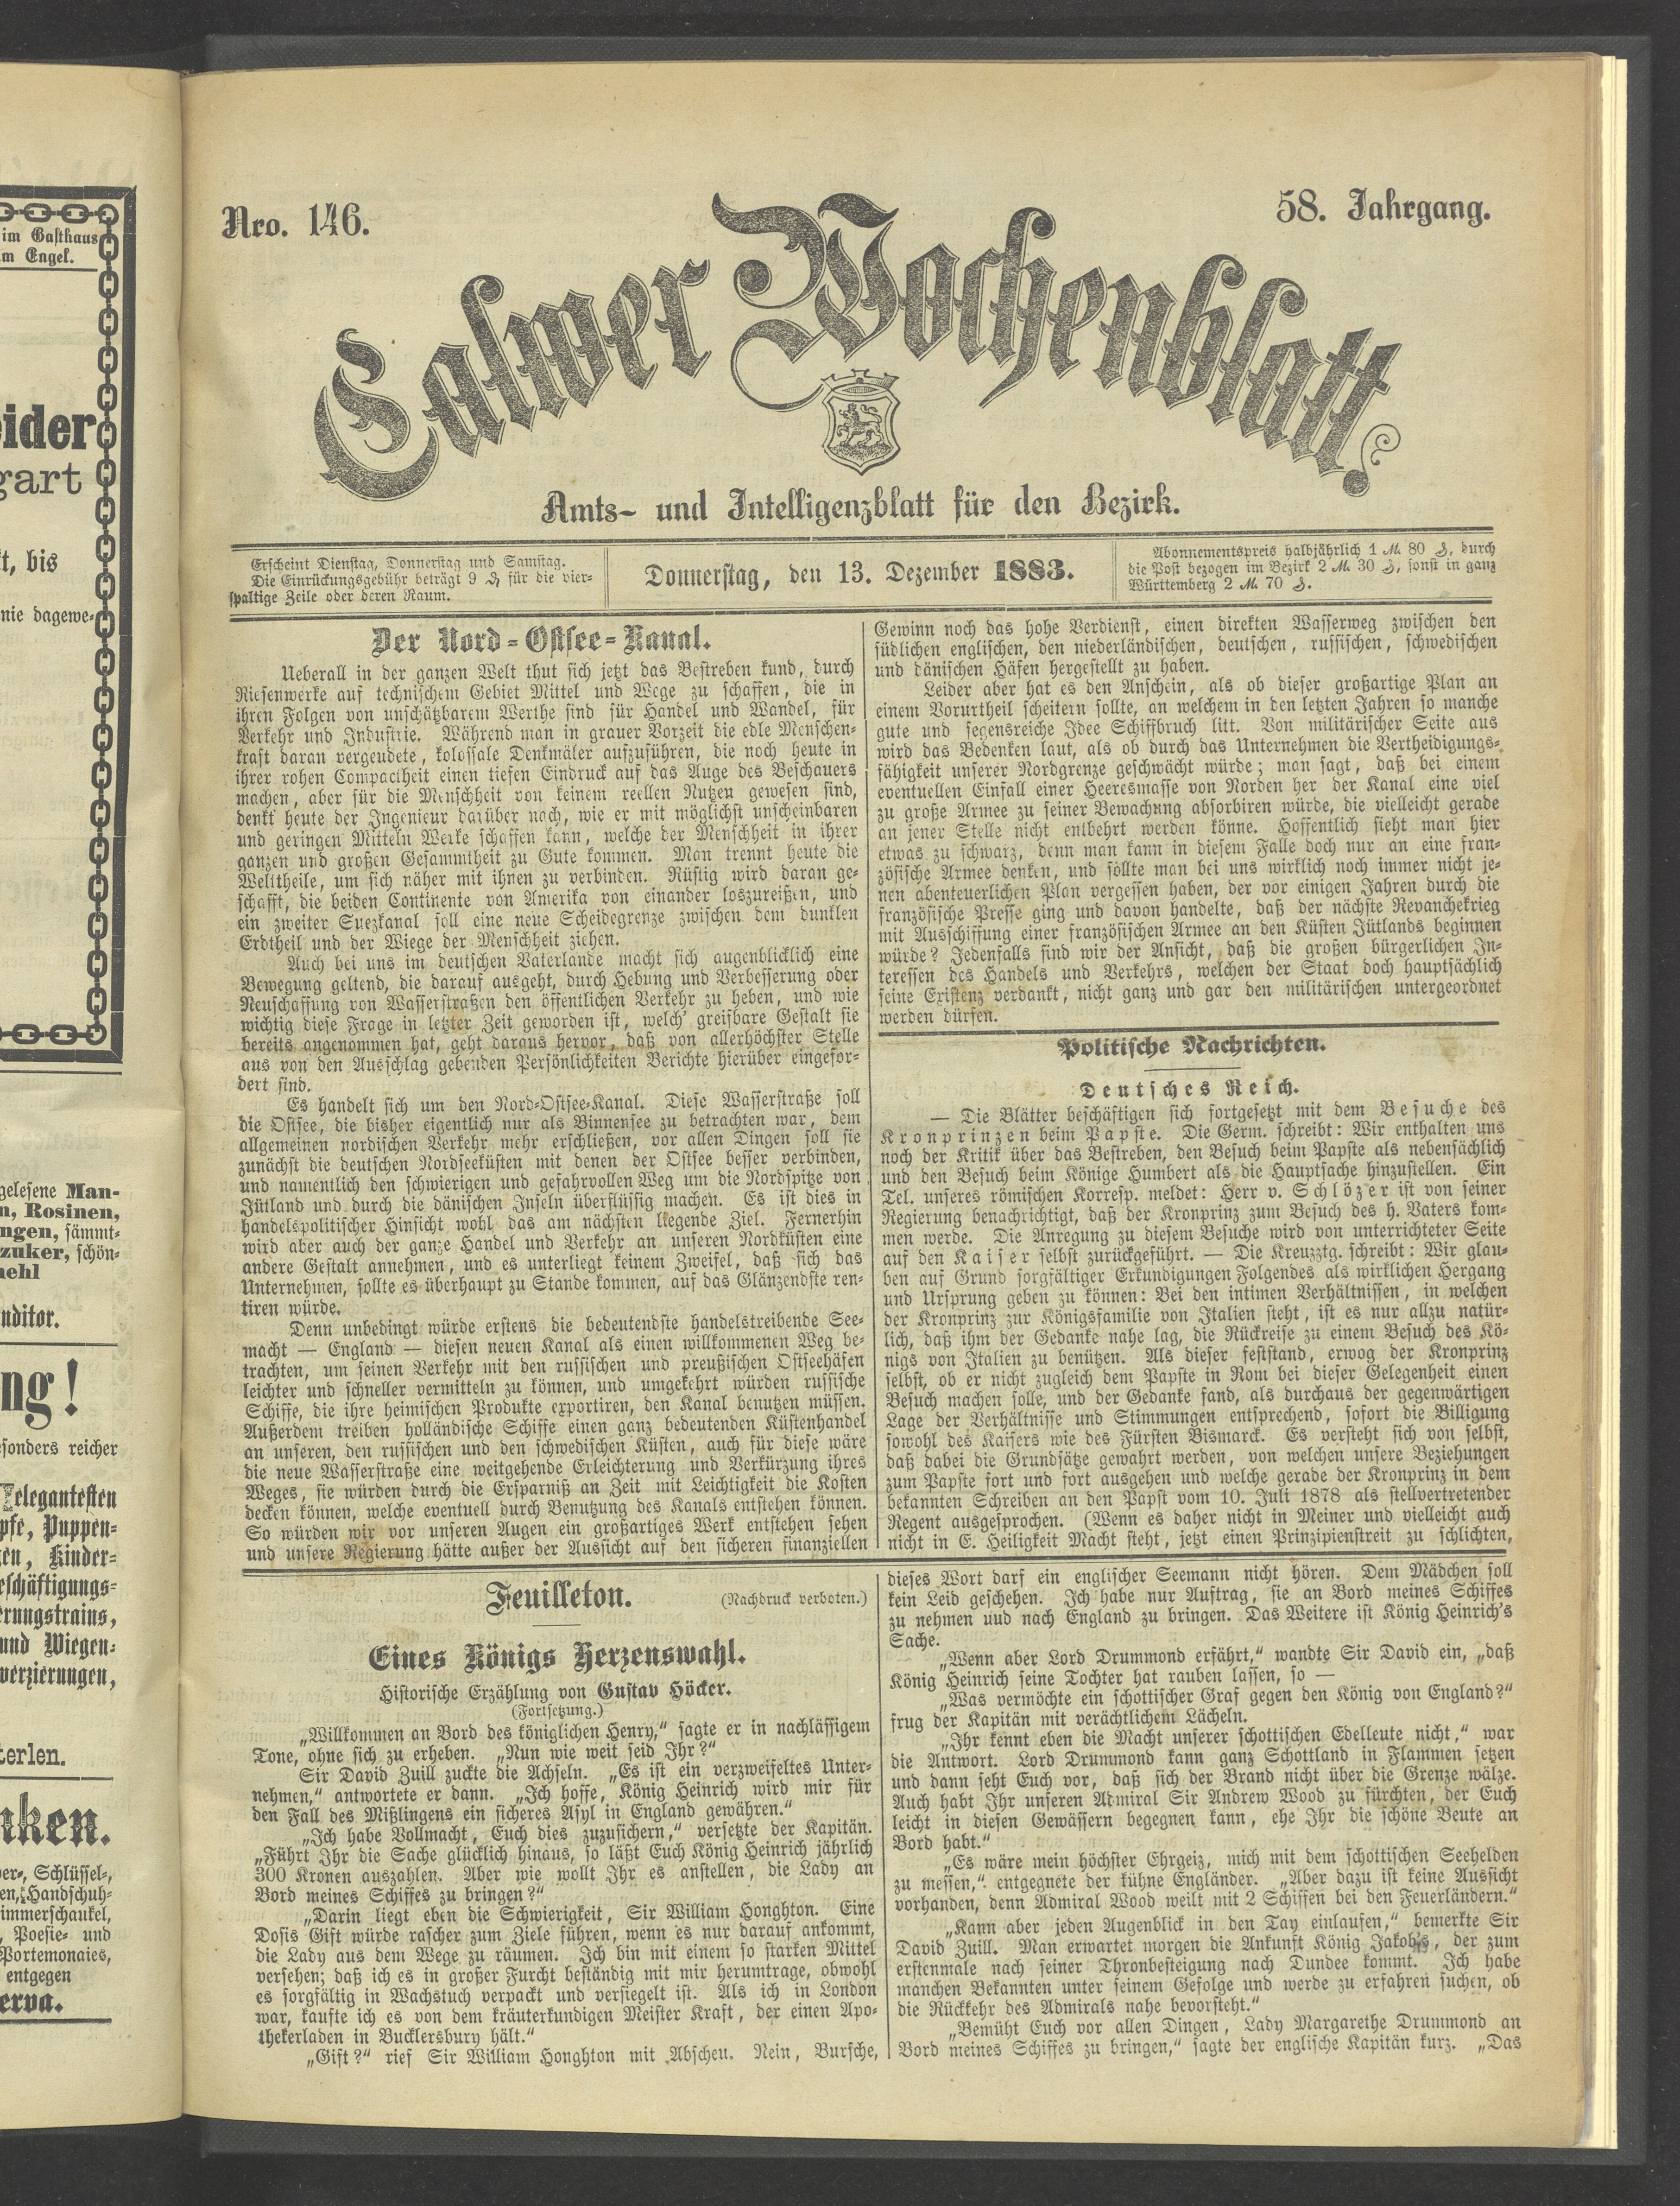 im Gasthaus
m Engel.
eider
gart
t, bis
nie dagewe-
gelesene Man-
n, Rosinen,
ngen, sämmt-
zuker, schön-
mehl
nditor.
ng!
esonders reicher
elegantesten
pfe, Puppen-
en, Kinder-
eschäftigungs-
erungstrains,
und Wiegen-
verzierungen,
terlen.
nken.
er-, Schlüssel-,
en, Handschuh-
immerschaukel,
, Poesie- und
Portemonaies,
entgegen
erva.
Nro. 146.
58. Jahrgang.
Calwer Wochenblatt.
Amts- und Intelligenzblatt für den Bezirk.
Erscheint Dienstag, Donnerstag und Samstag.
Die Einrückungsgebühr beträgt 9 ₰ für die vier-
spaltige Zeile oder deren Raum.
Donnerstag, den 13. Dezember 1883.
Abonnementspreis halbjährlich 1 ℳ 80 ₰, durch
die Post bezogen im Bezirk 2 ℳ 30 ₰, sonst in ganz
Württemberg 2 ℳ 70 ₰.
Der Nord-Ostsee-Kanal.
Ueberall in der ganzen Welt thut sich jetzt das Bestreben kund, durch
Riesenwerke auf technischem Gebiet Mittel und Wege zu schaffen, die in
ihren Folgen von unschätzbarem Werthe sind für Handel und Wandel, für
Verkehr und Industrie. Während man in grauer Vorzeit die edle Menschen-
kraft daran vergeudete, kolossale Denkmäler aufzuführen, die noch heute in
ihrer rohen Compactheit einen tiefen Eindruck auf das Auge des Beschauers
machen, aber für die Menschheit von keinem reellen Nutzen gewesen sind,
denkt heute der Ingenieur darüber nach, wie er mit möglichst unscheinbaren
und geringen Mitteln Werke schaffen kann, welche der Menschheit in ihrer
ganzen und großen Gesammtheit zu Gute kommen. Man trennt heute die
Welttheile, um sich näher mit ihnen zu verbinden. Rüstig wird daran ge-
schafft, die beiden Continente von Amerika von einander loszureißen, und
ein zweiter Suezkanal soll eine neue Scheidegrenze zwischen dem dunklen
Erdtheil und der Wiege der Menschheit ziehen.
Auch bei uns im deutschen Vaterlande macht sich augenblicklich eine
Bewegung geltend, die darauf ausgeht, durch Hebung und Verbesserung oder
Neuschaffung von Wasserstraßen den öffentlichen Verkehr zu heben, und wie
wichtig diese Frage in letzter Zeit geworden ist, welch' greifbare Gestalt sie
bereits angenommen hat, geht daraus hervor, daß von allerhöchster Stelle
aus von den Ausschlag gebenden Persönlichkeiten Berichte hierüber eingefor-
dert sind.
Es handelt sich um den Nord-Ostsee-Kanal. Diese Wasserstraße soll
die Ostsee, die bisher eigentlich nur als Binnensee zu betrachten war, dem
allgemeinen nordischen Verkehr mehr erschließen, vor allen Dingen soll sie
zunächst die deutschen Nordseeküsten mit denen der Ostsee besser verbinden,
und namentlich den schwierigen und gefahrvollen Weg um die Nordspitze von
Jütland und durch die dänischen Inseln überflüssig machen. Es ist dies in
handelspolitischer Hinsicht wohl das am nächsten liegende Ziel. Fernerhin
wird aber auch der ganze Handel und Verkehr an unseren Nordküsten eine
andere Gestalt annehmen, und es unterliegt keinem Zweifel, daß sich das
Unternehmen, sollte es überhaupt zu Stande kommen, auf das Glänzendste ren-
tiren würde.
Denn unbedingt würde erstens die bedeutendste handelstreibende See-
macht — England — diesen neuen Kanal als einen willkommenen Weg be-
trachten, um seinen Verkehr mit den russischen und preußischen Ostseehäfen
leichter und schneller vermitteln zu können, und umgekehrt würden russische
Schiffe, die ihre heimischen Produkte exportiren, den Kanal benutzen müssen.
Außerdem treiben holländische Schiffe einen ganz bedeutenden Küstenhandel
an unseren, den russischen und den schwedischen Küsten, auch für diese wäre
die neue Wasserstraße eine weitgehende Erleichterung und Verkürzung ihres
Weges, sie würden durch die Ersparniß an Zeit mit Leichtigkeit die Kosten
decken können, welche eventuell durch Benutzung des Kanals entstehen können.
So würden wir vor unseren Augen ein großartiges Werk entstehen sehen
und unsere Regierung hätte außer der Aussicht auf den sicheren finanziellen
Gewinn noch das hohe Verdienst, einen direkten Wasserweg zwischen den
südlichen englischen, den niederländischen, deutschen, russischen, schwedischen
und dänischen Häfen hergestellt zu haben.
Leider aber hat es den Anschein, als ob dieser großartige Plan an
einem Vorurtheil scheitern sollte, an welchem in den letzten Jahren so manche
gute und segensreiche Idee Schiffbruch litt. Von militärischer Seite aus
wird das Bedenken laut, als ob durch das Unternehmen die Vertheidigungs-
fähigkeit unserer Nordgrenze geschwächt würde; man sagt, daß bei einem
eventuellen Einfall einer Heeresmasse von Norden her der Kanal eine viel
zu große Armee zu seiner Bewachung absorbiren würde, die vielleicht gerade
an jener Stelle nicht entbehrt werden könne. Hoffentlich sieht man hier
etwas zu schwarz, denn man kann in diesem Falle doch nur an eine fran-
zösische Armee denken, und sollte man bei uns wirklich noch immer nicht je-
nen abenteuerlichen Plan vergessen haben, der vor einigen Jahren durch die
französische Presse ging und davon handelte, daß der nächste Revanchekrieg
mit Ausschiffung einer französischen Armee an den Küsten Jütlands beginnen
würde? Jedenfalls sind wir der Ansicht, daß die großen bürgerlichen In-
teressen des Handels und Verkehrs, welchen der Staat doch hauptsächlich
seine Existenz verdankt, nicht ganz und gar den militärischen untergeordnet
werden dürfen.
Politische Nachrichten.
Deutsches Reich.
— Die Blätter beschäftigen sich fortgesetzt mit dem Besuche des
Kronprinzen beim Papste. Die Germ. schreibt: Wir enthalten uns
noch der Kritik über das Bestreben, den Besuch beim Papste als nebensächlich
und den Besuch beim Könige Humbert als die Hauptsache hinzustellen. Ein
Tel. unseres römischen Korresp. meldet: Herr v. Schlözer ist von seiner
Regierung benachrichtigt, daß der Kronprinz zum Besuch des h. Vaters kom-
men werde. Die Anregung zu diesem Besuche wird von unterrichteter Seite
auf den Kaiser selbst zurückgeführt. — Die Kreuzztg. schreibt: Wir glau-
ben auf Grund sorgfältiger Erkundigungen Folgendes als wirklichen Hergang
und Ursprung geben zu können: Bei den intimen Verhältnissen, in welchen
der Kronprinz zur Königsfamilie von Italien steht, ist es nur allzu natür-
lich, daß ihm der Gedanke nahe lag, die Rückreise zu einem Besuch des Kö-
nigs von Italien zu benützen. Als dieser feststand, erwog der Kronprinz
selbst, ob er nicht zugleich dem Papste in Rom bei dieser Gelegenheit einen
Besuch machen solle, und der Gedanke fand, als durchaus der gegenwärtigen
Lage der Verhältnisse und Stimmungen entsprechend, sofort die Billigung
sowohl des Kaisers wie des Fürsten Bismarck. Es versteht sich von selbst,
daß dabei die Grundsätze gewahrt werden, von welchen unsere Beziehungen
zum Papste fort und fort ausgehen und welche gerade der Kronprinz in dem
bekannten Schreiben an den Papst vom 10. Juli 1878 als stellvertretender
Regent ausgesprochen. (Wenn es daher nicht in Meiner und vielleicht auch
nicht in E. Heiligkeit Macht steht, jetzt einen Prinzipienstreit zu schlichten,
Feuilleton.
(Nachdruck verboten.)
Eines Königs Herzenswahl.
Historische Erzählung von Gustav Höcker.
(Fortsetzung.)
„Willkommen an Bord des königlichen Henry,“ sagte er in nachlässigem
Tone, ohne sich zu erheben. „Nun wie weit seid Ihr?“
Sir David Zuill zuckte die Achseln. „Es ist ein verzweifeltes Unter-
nehmen,“ antwortete er dann. „Ich hoffe, König Heinrich wird mir für
den Fall des Mißlingens ein sicheres Asyl in England gewähren.“
„Ich habe Vollmacht, Euch dies zuzusichern,“ versetzte der Kapitän.
„Führt Ihr die Sache glücklich hinaus, so läßt Euch König Heinrich jährlich
300 Kronen auszahlen. Aber wie wollt Ihr es anstellen, die Lady an
Bord meines Schiffes zu bringen?“
„Darin liegt eben die Schwierigkeit, Sir William Honghton. Eine
Dosis Gift würde rascher zum Ziele führen, wenn es nur darauf ankommt,
die Lady aus dem Wege zu räumen. Ich bin mit einem so starken Mittel
versehen; daß ich es in großer Furcht beständig mit mir herumtrage, obwohl
es sorgfältig in Wachstuch verpackt und versiegelt ist. Als ich in London
war, kaufte ich es von dem kräuterkundigen Meister Kraft, der einen Apo-
thekerladen in Bucklersbury hält.“
„Gift?“ rief Sir William Honghton mit Abscheu. Nein, Bursche,
dieses Wort darf ein englischer Seemann nicht hören. Dem Mädchen soll
kein Leid geschehen. Ich habe nur Auftrag, sie an Bord meines Schiffes
zu nehmen und nach England zu bringen. Das Weitere ist König Heinrich's
Sache.
„Wenn aber Lord Drummond erfährt,“ wandte Sir David ein, „daß
König Heinrich seine Tochter hat rauben lassen, so —
„Was vermöchte ein schottischer Graf gegen den König von England?“
frug der Kapitän mit verächtlichem Lächeln.
„Ihr kennt eben die Macht unserer schottischen Edelleute nicht,“ war
die Antwort. Lord Drummond kann ganz Schottland in Flammen setzen
und dann seht Euch vor, daß sich der Brand nicht über die Grenze wälze.
Auch habt Ihr unseren Admiral Sir Andrew Wood zu fürchten, der Euch
leicht in diesen Gewässern begegnen kann, ehe Ihr die schöne Beute an
Bord habt.“
„Es wäre mein höchster Ehrgeiz, mich mit dem schottischen Seehelden
zu messen,“ entgegnete der kühne Engländer. „Aber dazu ist keine Aussicht
vorhanden, denn Admiral Wood weilt mit 2 Schiffen bei den Feuerländern.“
„Kann aber jeden Augenblick in den Tay einlaufen,“ bemerkte Sir
David Zuill. Man erwartet morgen die Ankunft König Jakob's, der zum
erstenmale nach seiner Thronbesteigung nach Dundee kommt. Ich habe
manchen Bekannten unter seinem Gefolge und werde zu erfahren suchen, ob
die Rückkehr des Admirals nahe bevorsteht.“
„Bemüht Euch vor allen Dingen, Lady Margarethe Drummond an
Bord meines Schiffes zu bringen,“ sagte der englische Kapitän kurz. „Das